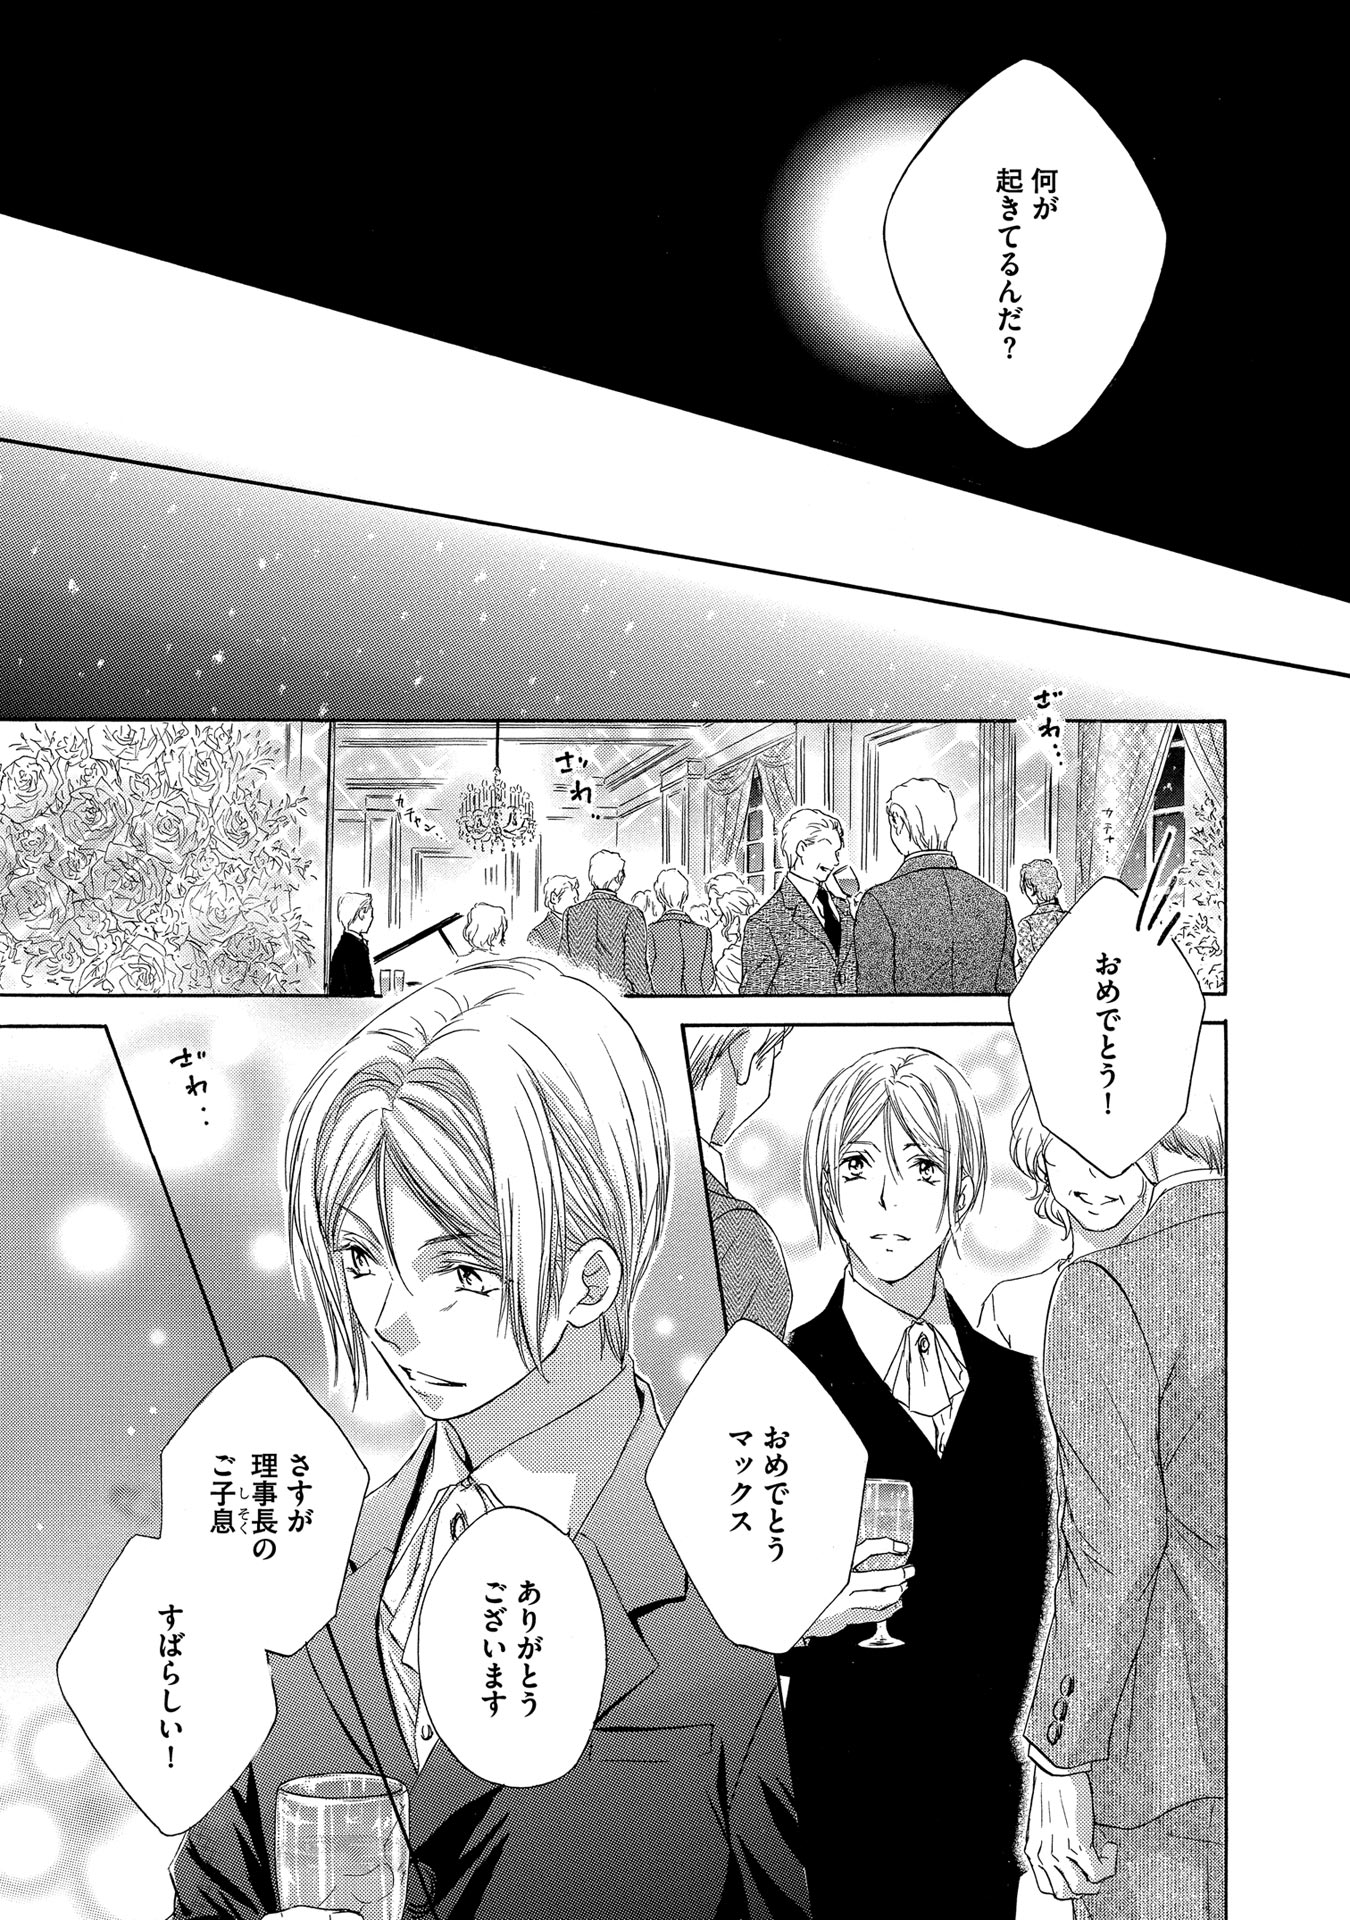 何が
起きてるんだ？
ざわ…
ざわ…
カチャ…
カチャン…
おめでとう！
おめでとう
マックス
ざわ…
ありがとう
ございます
さすが
理事長の
ご子息
しそく
すばらしい！